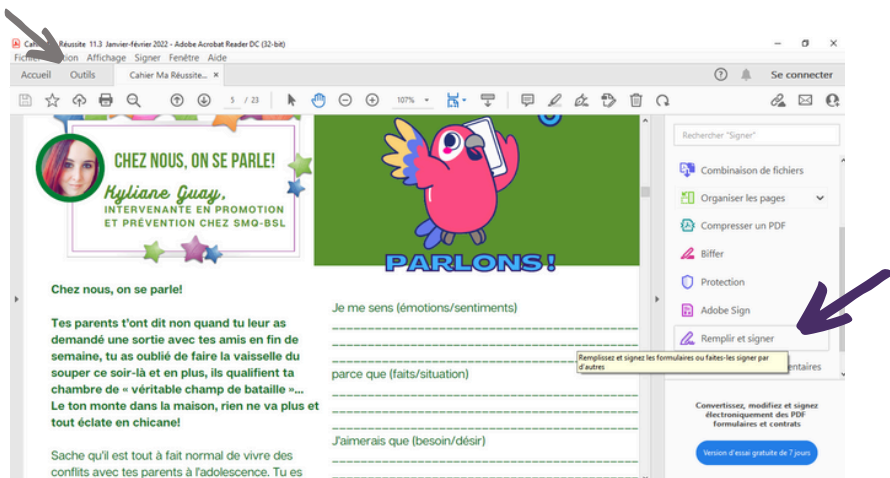 Réussite 11.3 Janvier-février 2022 - Adobe Acrobat Reader DC (32-bit)
Affichage Signer Fenêtre Aide
Accueil Outils Cahier Ma Réussite... × Se connecter
5 / 23 107%
CHEZ NOUS, ON SE PARLE!
Kyliane Guay,
INTERVENANTE EN PROMOTION
ET PRÉVENTION CHEZ SMQ-BSL
PARLONS!
Chez nous, on se parle!
Tes parents t'ont dit non quand tu leur as
demandé une sortie avec tes amis en fin de
semaine, tu as oublié de faire la vaisselle du
souper ce soir-là et en plus, ils qualifient ta
chambre de « véritable champ de bataille »...
Le ton monte dans la maison, rien ne va plus et
tout éclate en chicane!
Sache qu'il est tout à fait normal de vivre des
conflits avec tes parents à l'adolescence. Tu es
Je me sens (émotions/sentiments)
parce que (faits/situation)
J'aimerais que (besoin/désir)
Rechercher "Signer"
Combinaison de fichiers
Organiser les pages
Compresser un PDF
Biffer
Protection
Adobe Sign
Remplir et signer
Remplissez et signez les formulaires ou faites-les signer par
d'autres
Convertissez, modifiez et signez
électroniquement des PDF
formulaires et contrats
Version d'essai gratuite de 7 jours